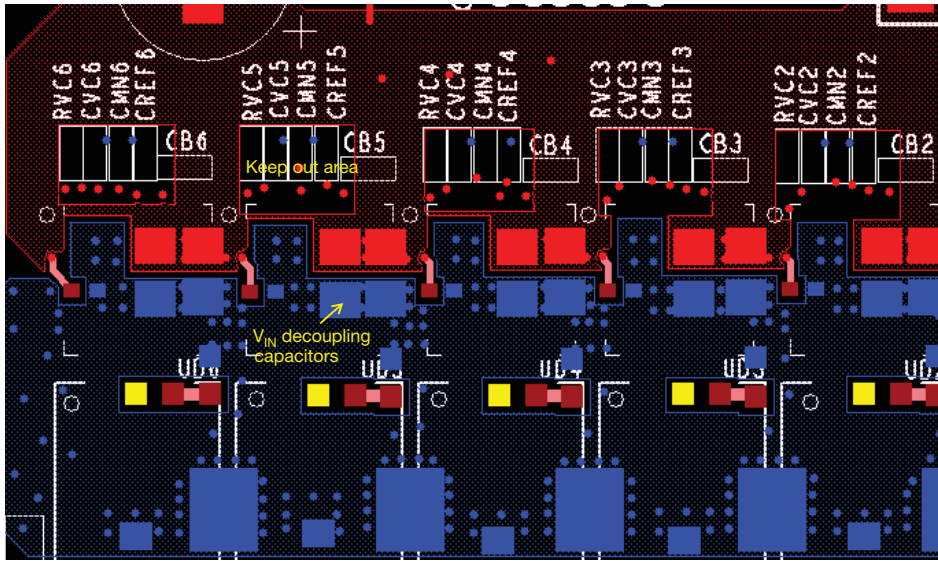 RVC6
CVC6
CMN6
CREF6
CB6
RVC5
CVC5
CMN5
CREF5
CB5
RVC4
CVC4
CMN4
CREF4
CB4
RVC3
CVC3
CMN3
CREF3
CB3
RVC2
CVC2
CMN2
CREF2
CB2
Keep out area
VIN decoupling
capacitors